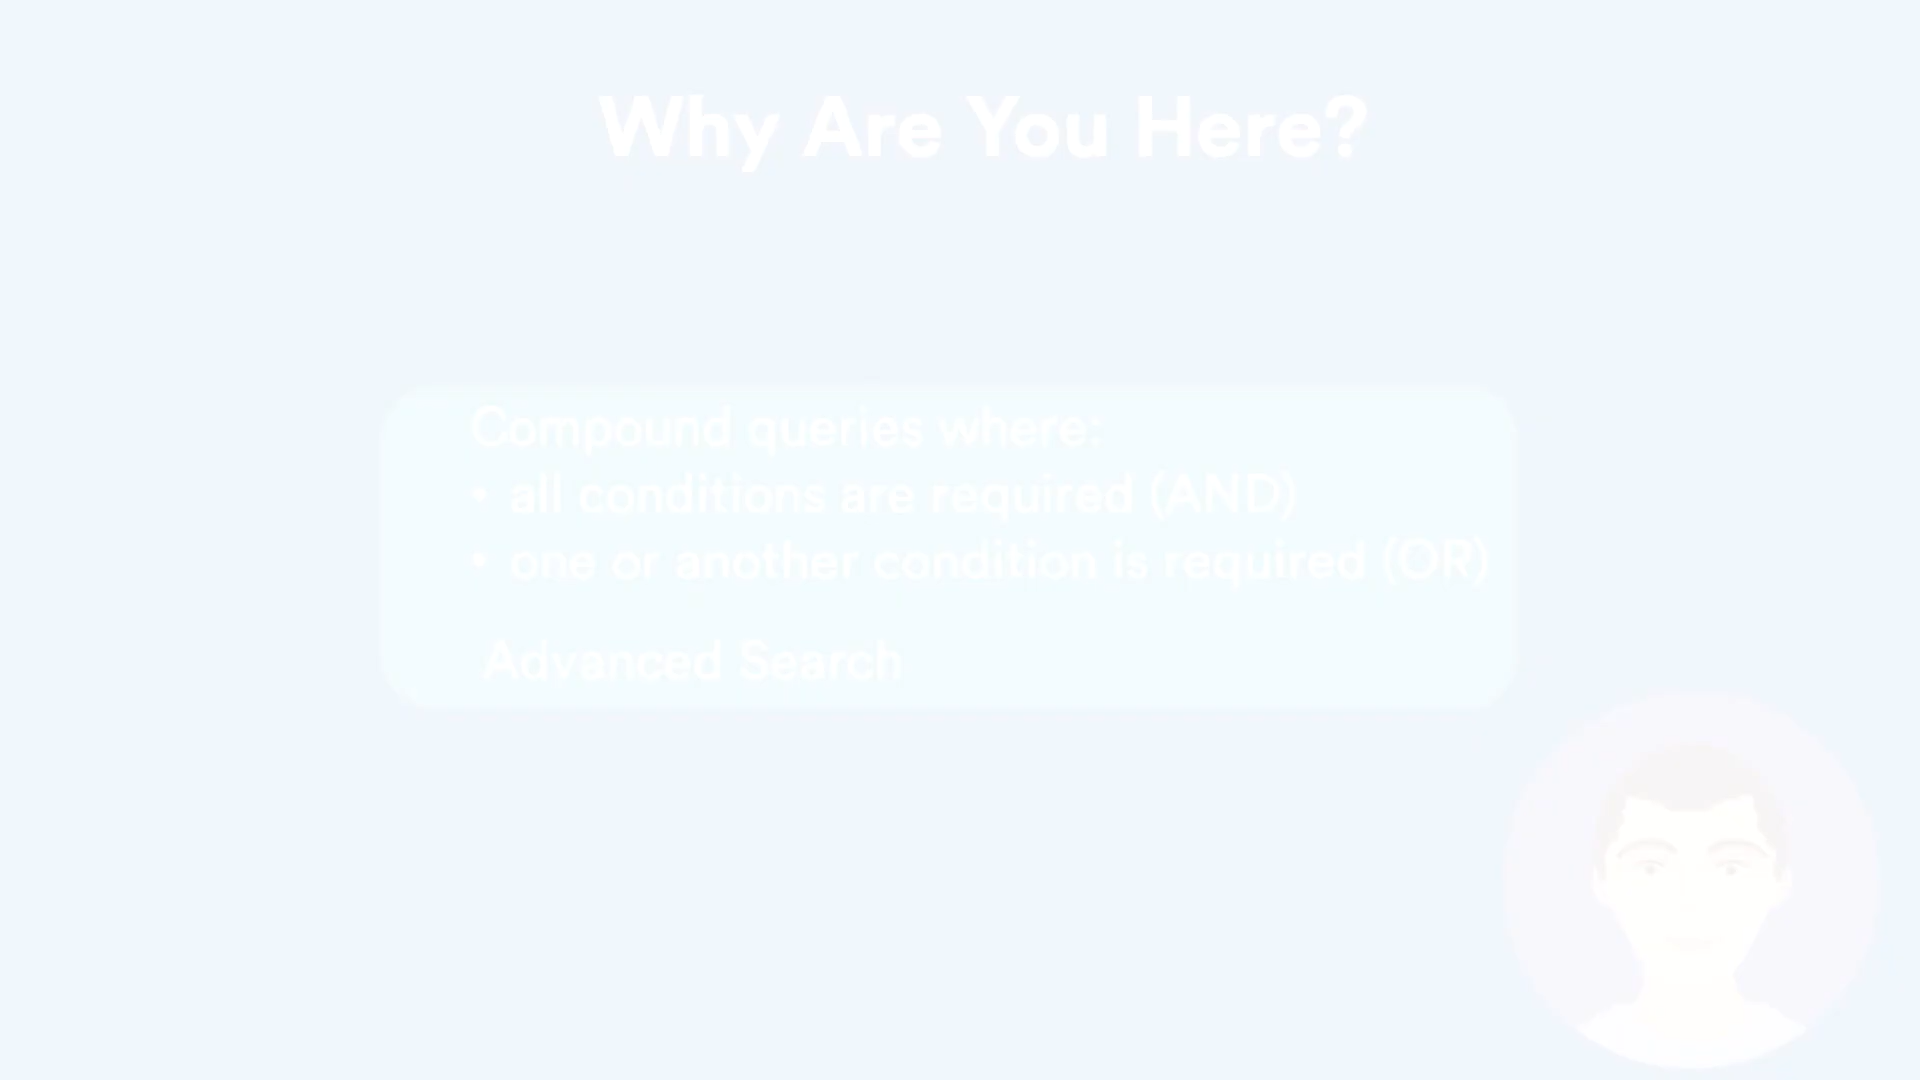 Why Are You Here?
Compound queries where:
• all conditions are required (AND)
• one or another condition is required (OR)
Advanced Search